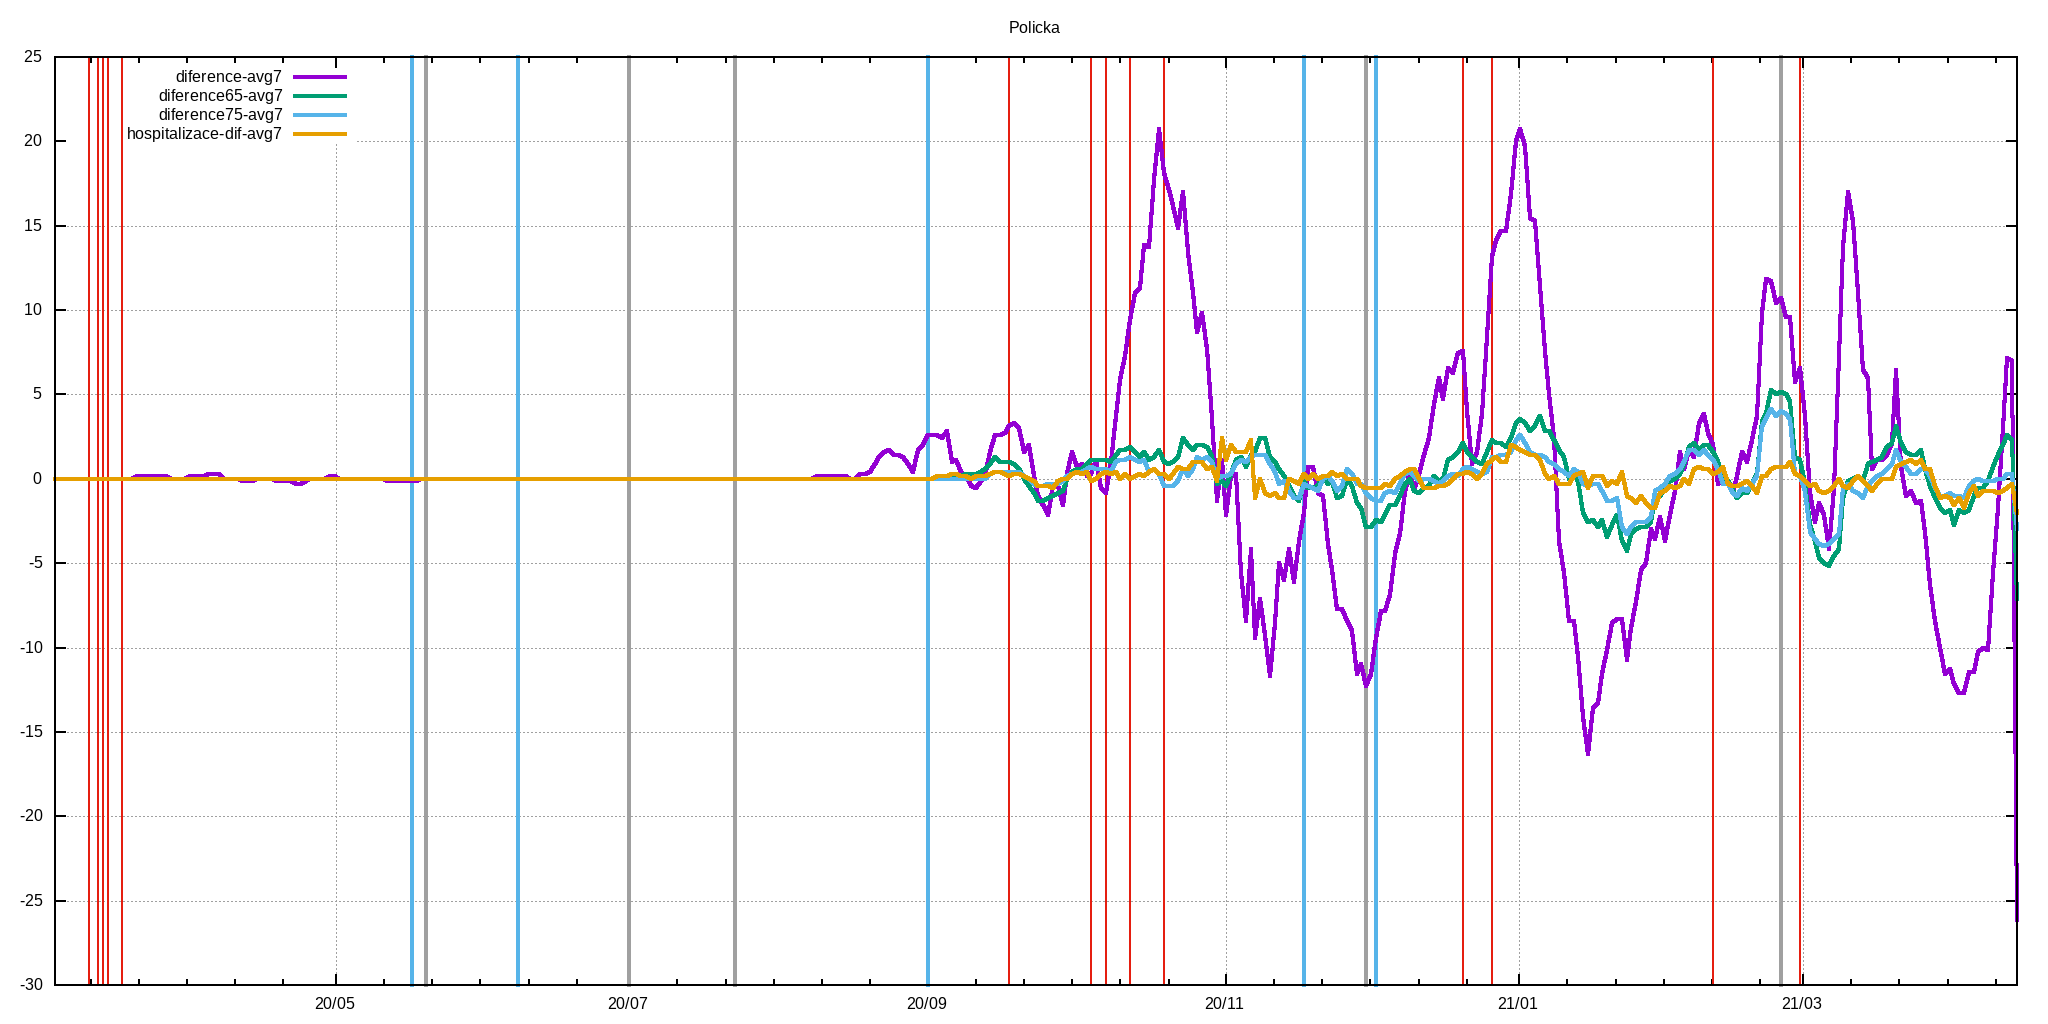 Policka
diference-avg7
diference65-avg7
diference75-avg7
hospitalizace-dif-avg7
25
20
15
10
5
0
-5
-10
-15
-20
-25
-30
20/05 20/07 20/09 20/11 21/01 21/03